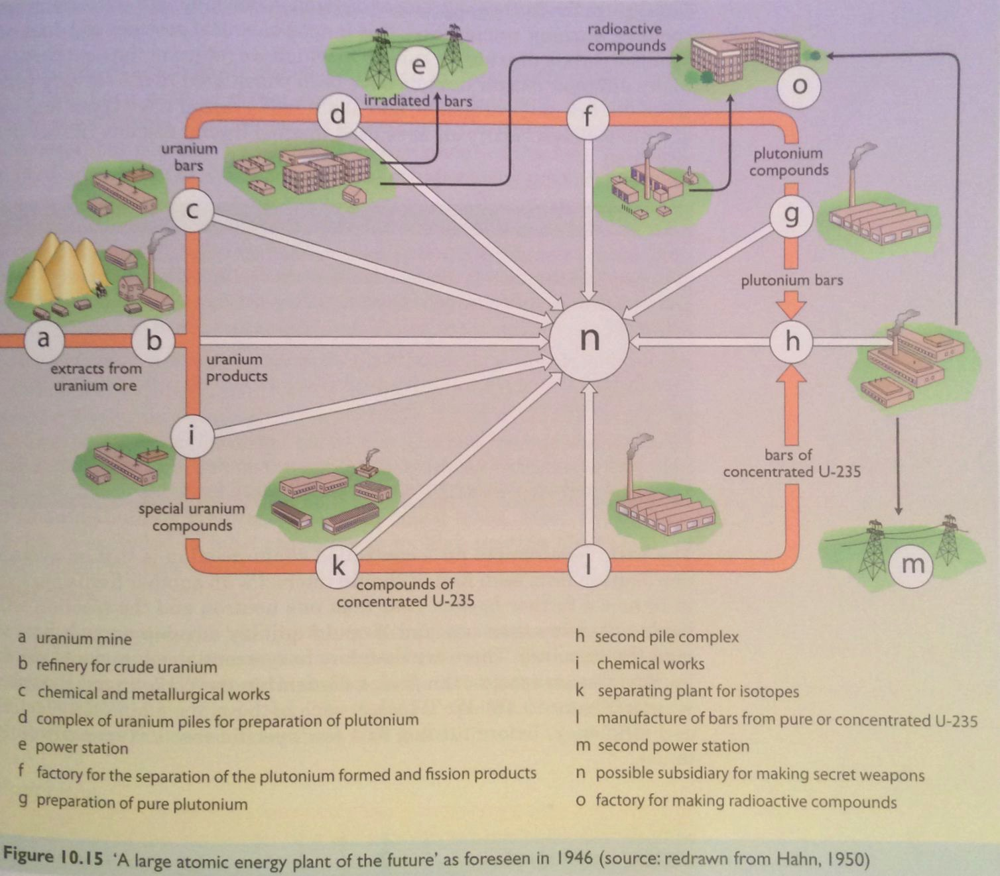 radioactive
compounds
e
o
irradiated bars
d
f
uranium
bars
plutonium
compounds
c
g
plutonium bars
a
b
n
h
extracts from
uranium ore
uranium
products
i
bars of
concentrated U-235
special uranium
compounds
k
l
m
compounds of
concentrated U-235
a uranium mine
b refinery for crude uranium
c chemical and metallurgical works
d complex of uranium piles for preparation of plutonium
e power station
f factory for the separation of the plutonium formed and fission products
g preparation of pure plutonium
h second pile complex
i chemical works
k separating plant for isotopes
l manufacture of bars from pure or concentrated U-235
m second power station
n possible subsidiary for making secret weapons
o factory for making radioactive compounds
Figure 10.15 'A large atomic energy plant of the future' as foreseen in 1946 (source: redrawn from Hahn, 1950)